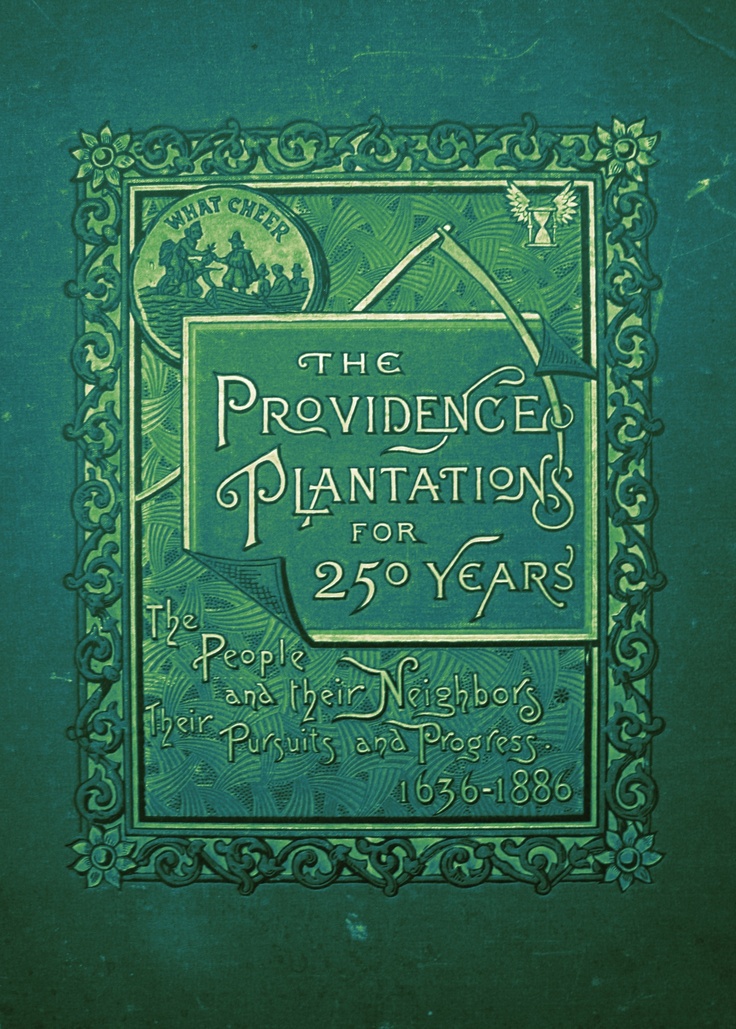 WHAT CHEER
THE
PROVIDENCE
PLANTATIONS
FOR
250 YEARS
The
People
and their Neighbors
Their Pursuits and Progress.
1636-1886